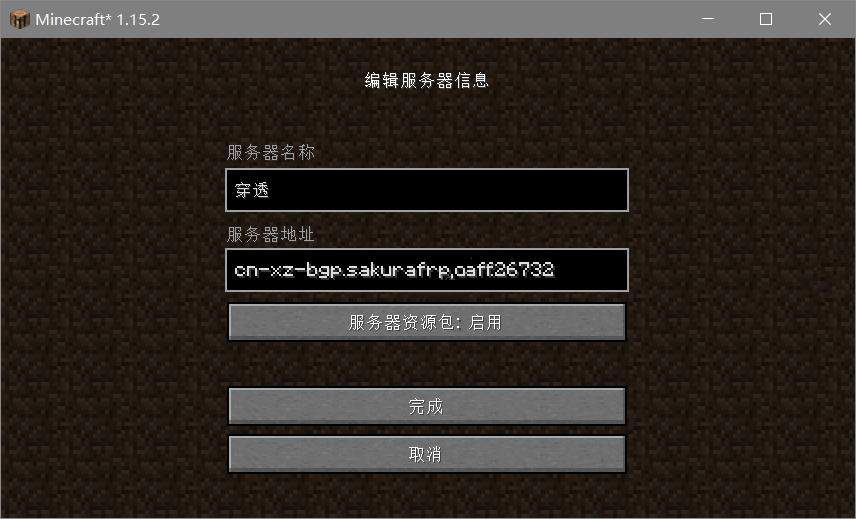 Minecraft* 1.15.2
编辑服务器信息
服务器名称
穿透
服务器地址
cn-xz-bgp.sakurafrp,oaff.26732
服务器资源包: 启用
完成
取消